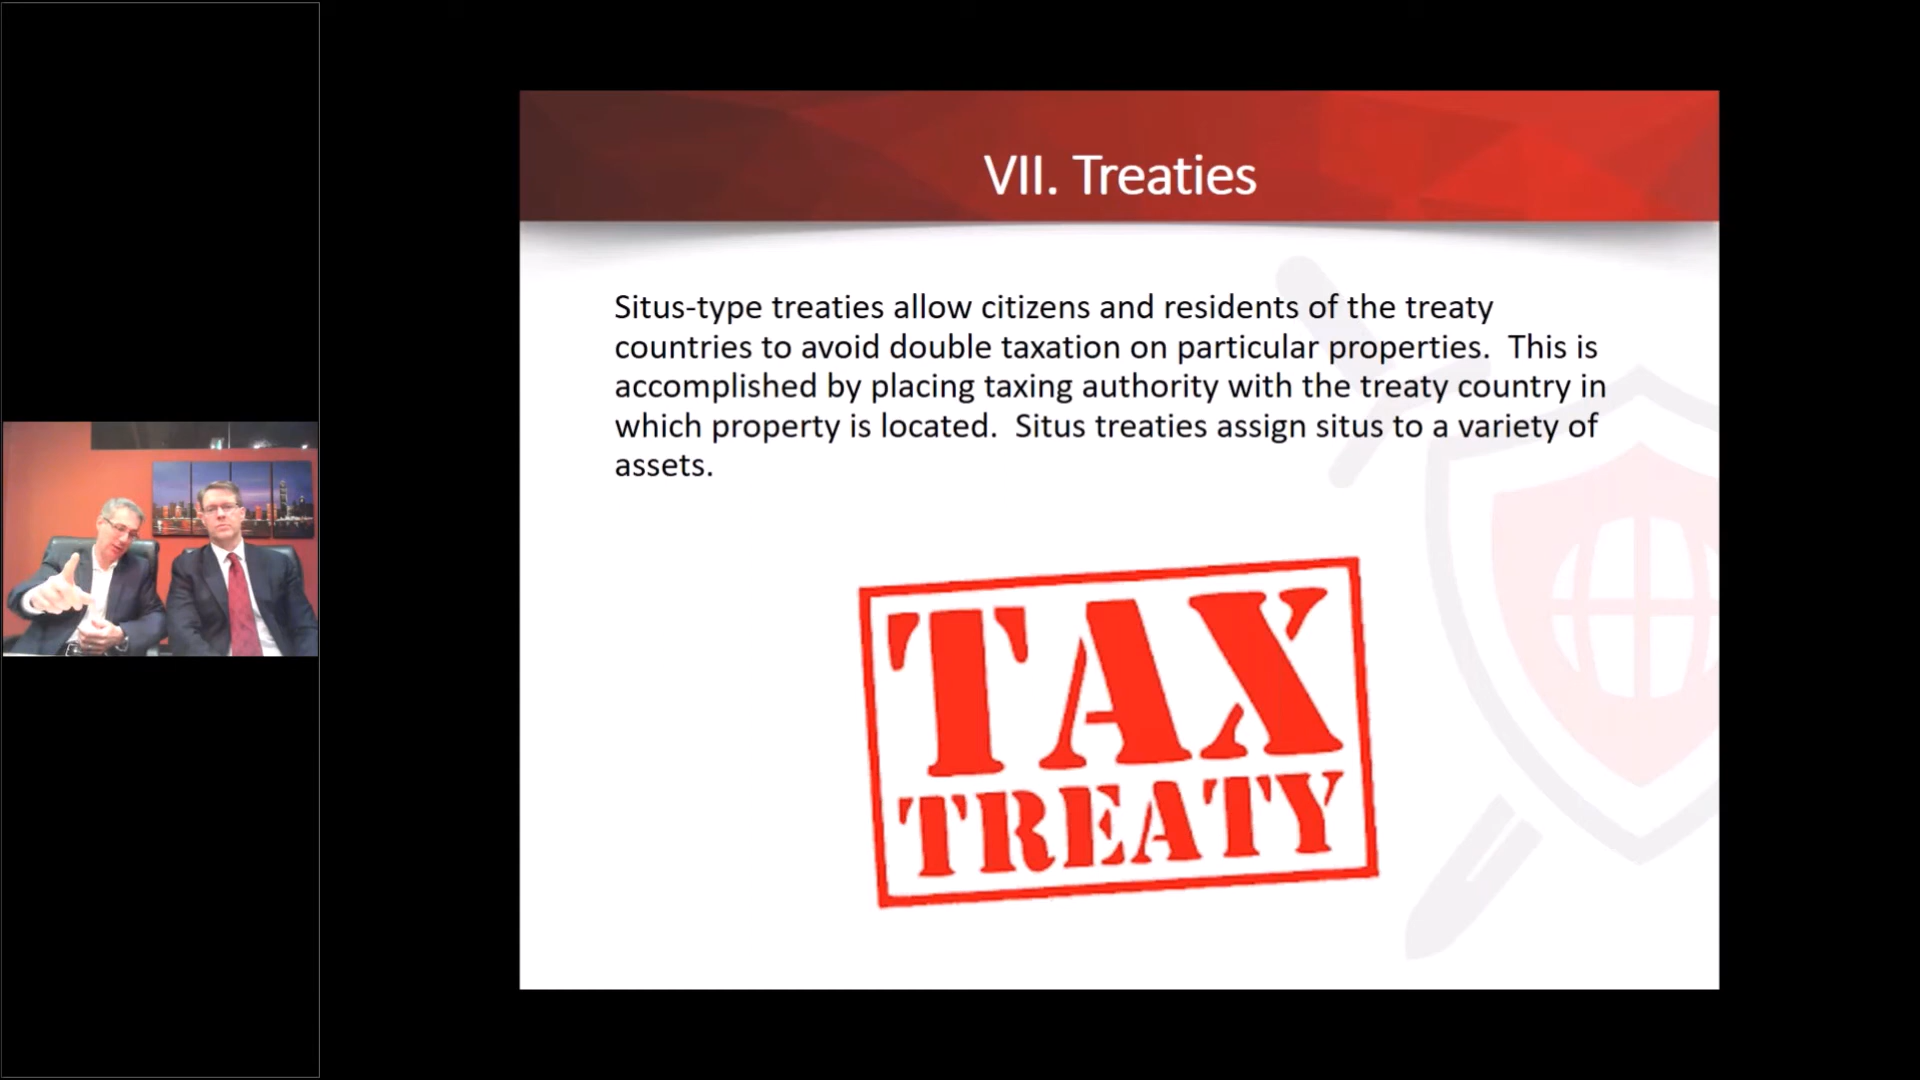 VII. Treaties
Situs-type treaties allow citizens and residents of the treaty
countries to avoid double taxation on particular properties.  This is
accomplished by placing taxing authority with the treaty country in
which property is located.  Situs treaties assign situs to a variety of
assets.
TAX
TREATY